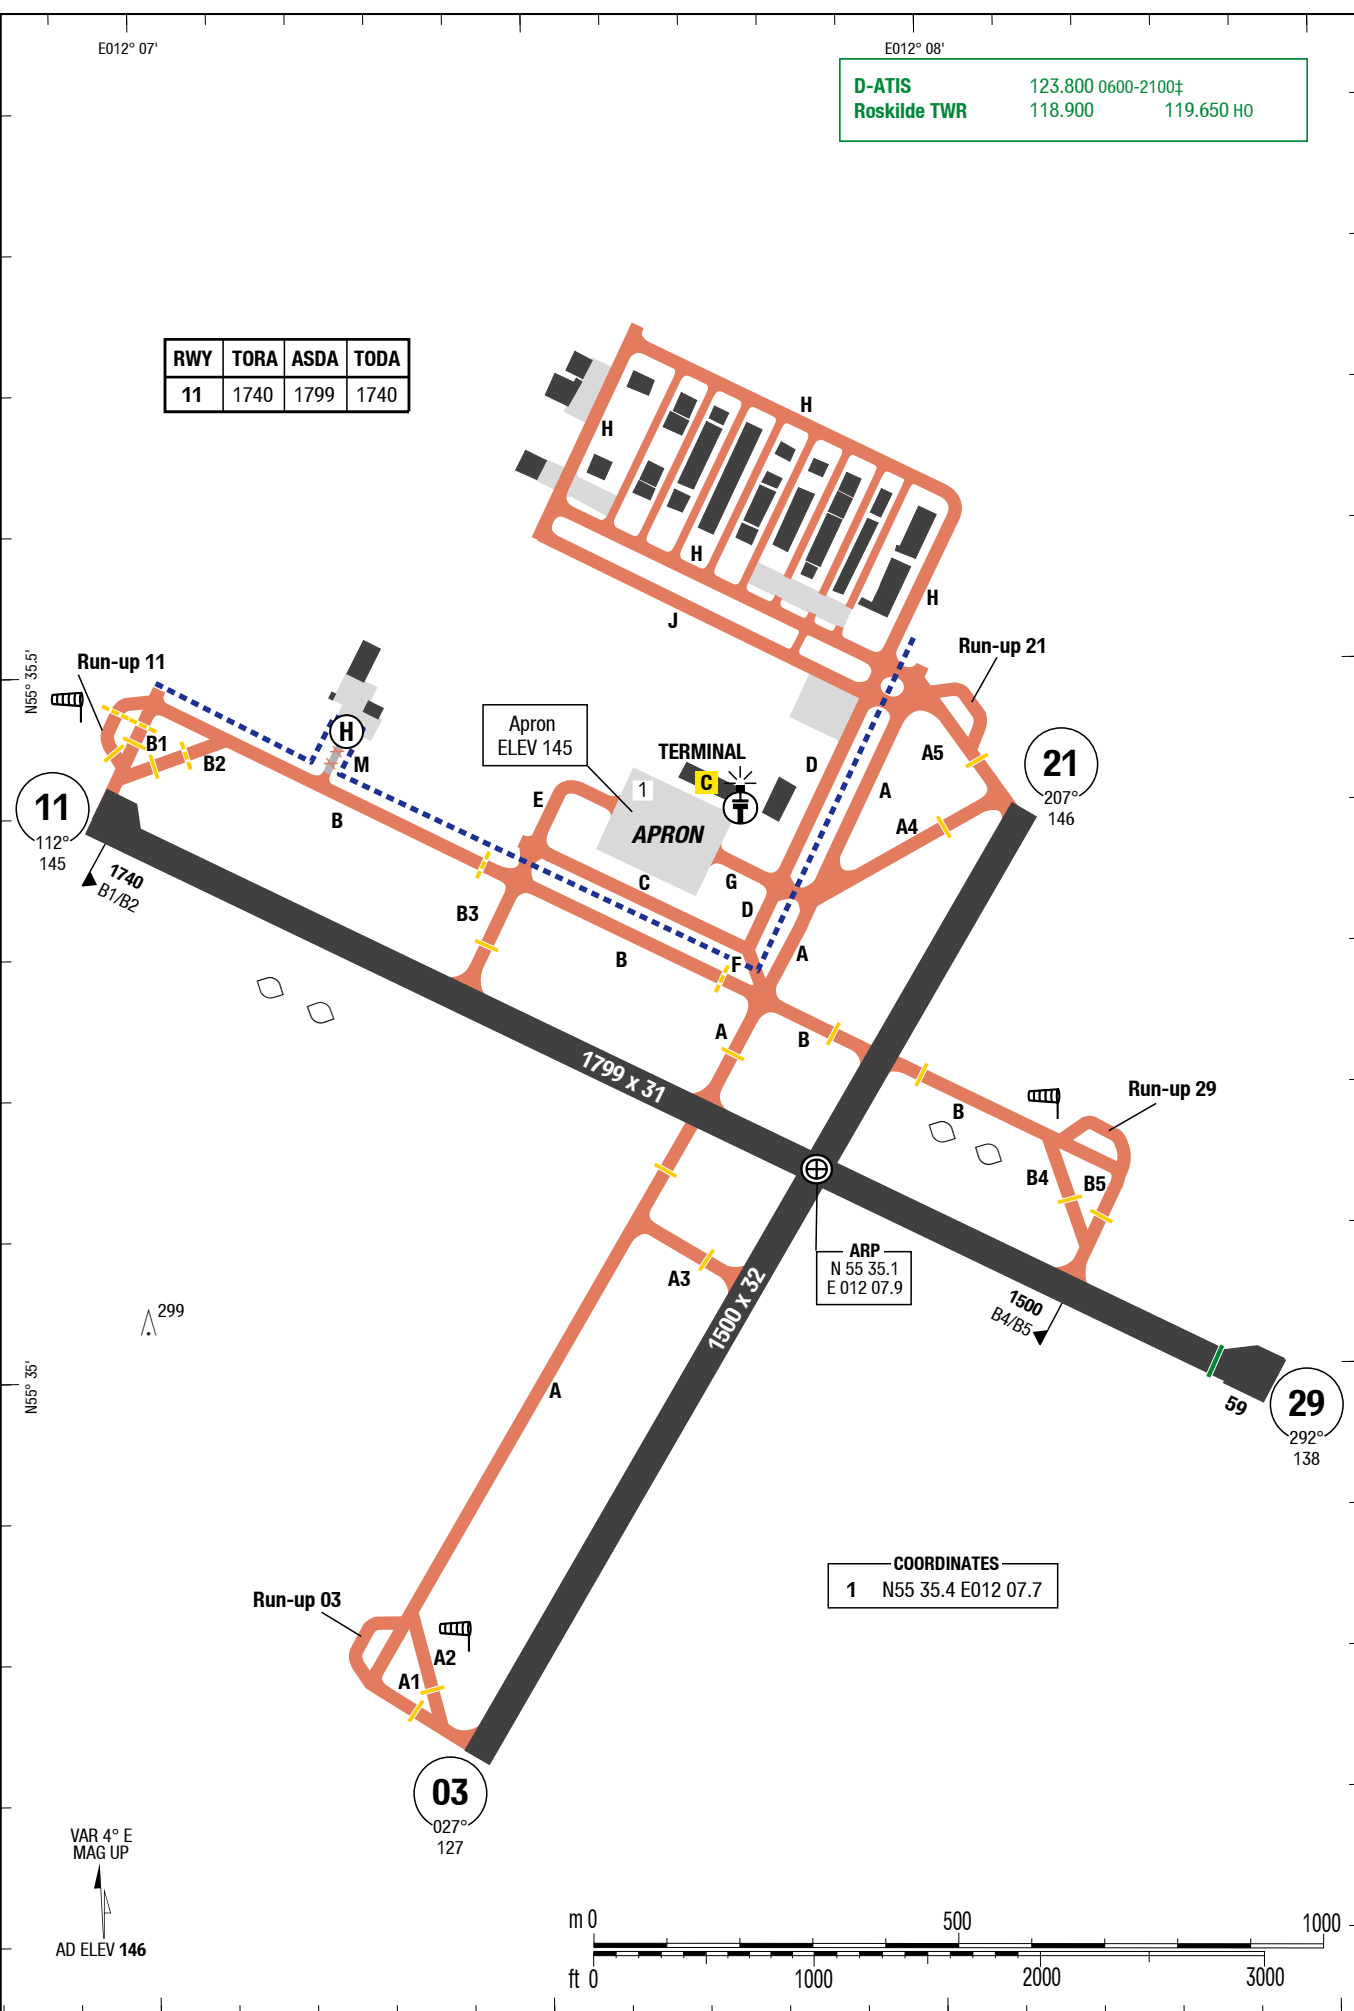 E012° 07'
E012° 08'
D-ATIS 123.800 0600-2100‡
Roskilde TWR 118.900 119.650 HO
RWY TORA ASDA TODA
11 1740 1799 1740
H
H
H
H
J
N55° 35.5'
Run-up 11
Run-up 21
Apron
ELEV 145
TERMINAL
H
B1
B2
M
D
A5
21
207°
146
C
1
E
A
11
112°
145
B
APRON
A4
1740
B1/B2
C
G
D
B3
B
F
A
A
B
1799 x 31
B
Run-up 29
B4
B5
ARP
N 55 35.1
E 012 07.9
A3
1500 x 32
1500
B4/B5
299
N55° 35'
A
59
29
292°
138
COORDINATES
1 N55 35.4 E012 07.7
Run-up 03
A2
A1
03
027°
127
VAR 4° E
MAG UP
AD ELEV 146
m 0 500 1000
ft 0 1000 2000 3000